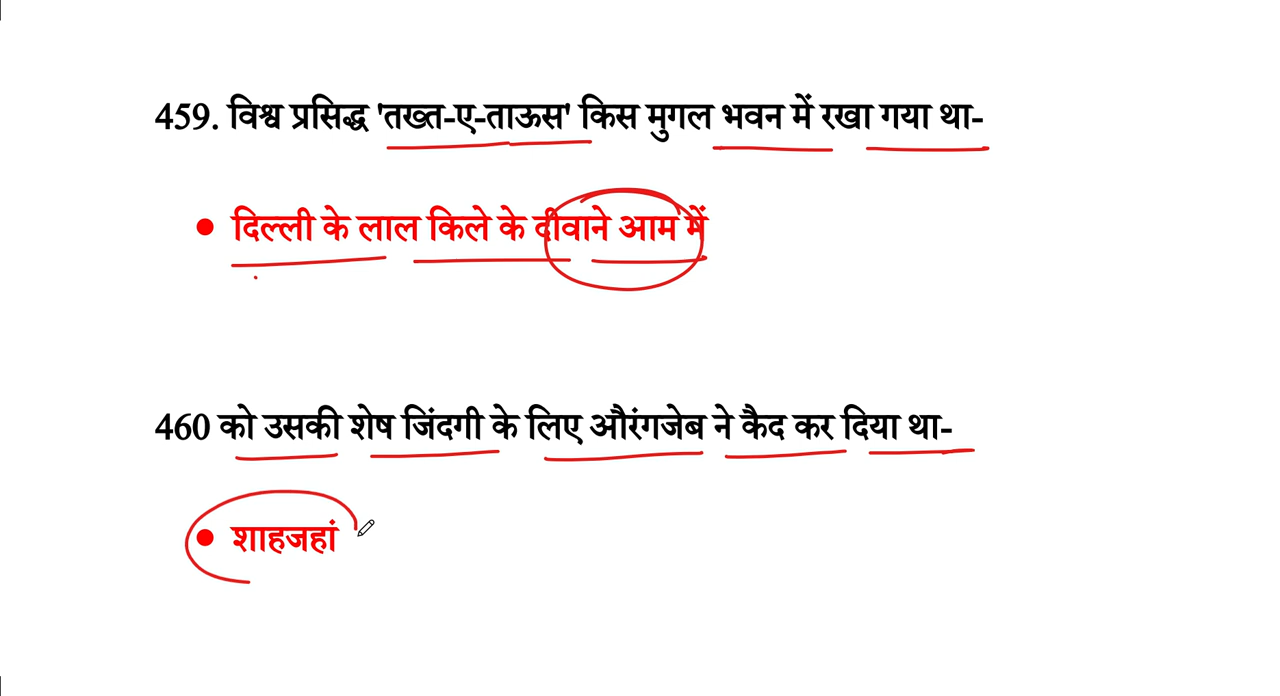 459. विश्व प्रसिद्ध 'तख्त-ए-ताऊस' किस मुगल भवन में रखा गया था-
• दिल्ली के लाल किले के दीवाने आम में
460 को उसकी शेष जिंदगी के लिए औरंगजेब ने कैद कर दिया था-
• शाहजहां